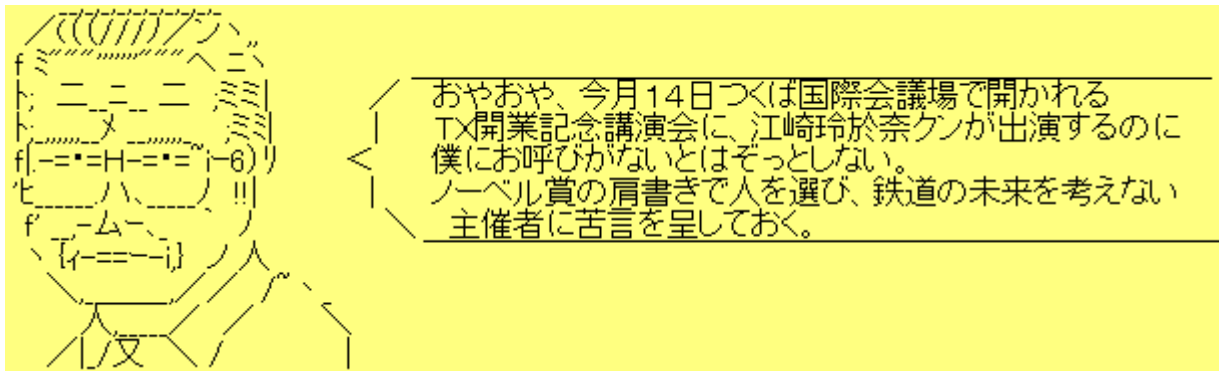 おやおや、今月14日つくば国際会議場で開かれる
TX開業記念講演会に、江崎玲於奈クンが出演するのに
僕にお呼びがないとはぞっとしない。
ノーベル賞の肩書きで人を選び、鉄道の未来を考えない
主催者に苦言を呈しておく。